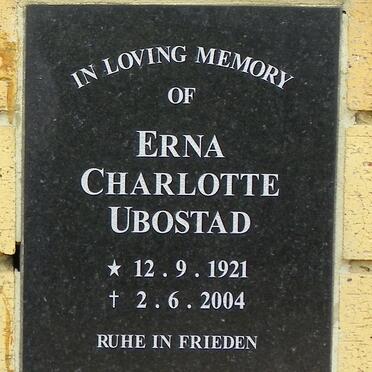 IN LOVING MEMORY
OF
ERNA
CHARLOTTE
UBOSTAD
★ 12 . 9 . 1921
† 2 . 6 . 2004
RUHE IN FRIEDEN